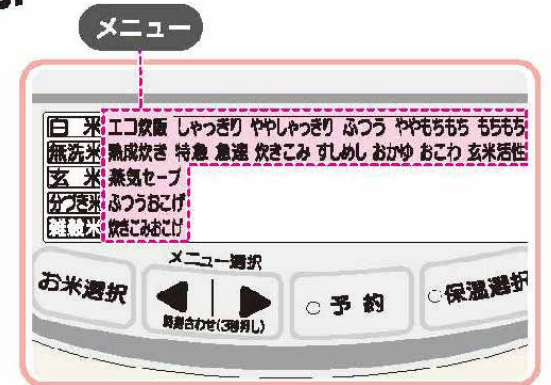 メニュー
白米 エコ炊飯 しゃっきり ややしゃっきり ふつう ややもちもち もちもち
無洗米 熟成炊き 特急 急速 炊きこみ すしめし おかゆ おこわ 玄米活性
玄米 蒸気セーブ
分づき米 ふつうおこげ
雑穀米 炊きこみおこげ
メニュー選択
お米選択
◀ | ▶
時刻合わせ(3秒押し)
○予約
○保温選択